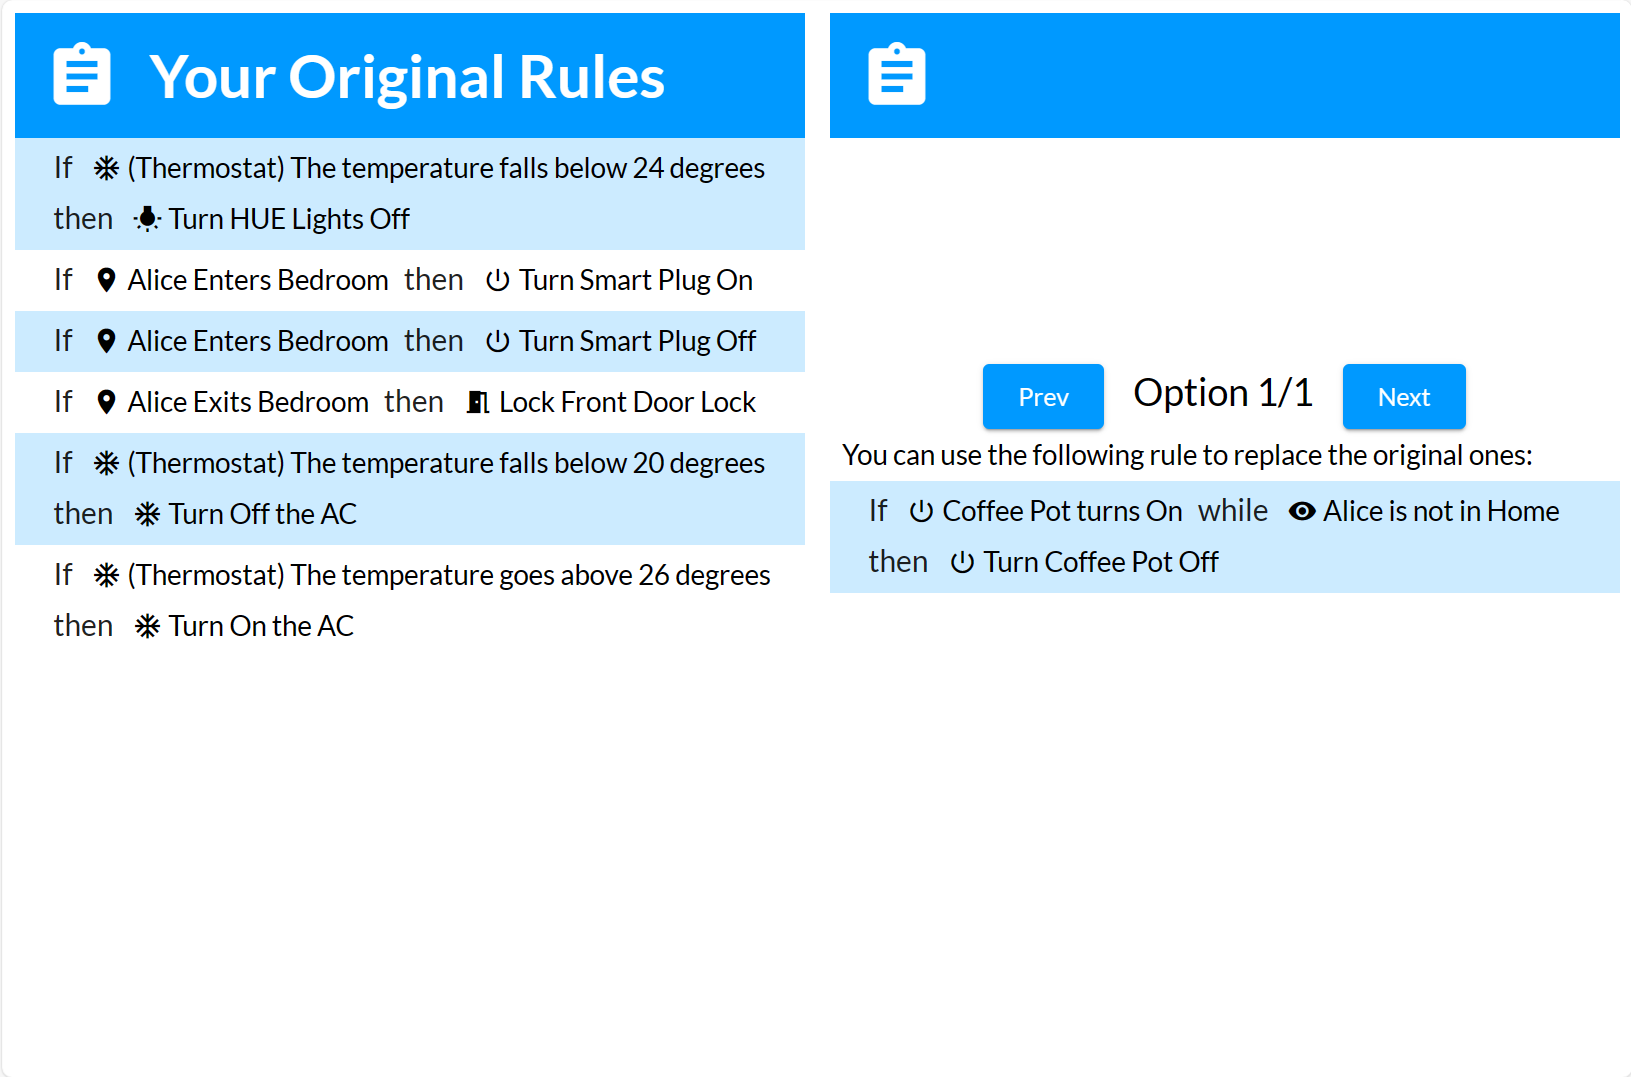 Your Original Rules
If (Thermostat) The temperature falls below 24 degrees
then Turn HUE Lights Off
If Alice Enters Bedroom then Turn Smart Plug On
If Alice Enters Bedroom then Turn Smart Plug Off
If Alice Exits Bedroom then Lock Front Door Lock
If (Thermostat) The temperature falls below 20 degrees
then Turn Off the AC
If (Thermostat) The temperature goes above 26 degrees
then Turn On the AC
Prev Option 1/1 Next
You can use the following rule to replace the original ones:
If Coffee Pot turns On while Alice is not in Home
then Turn Coffee Pot Off